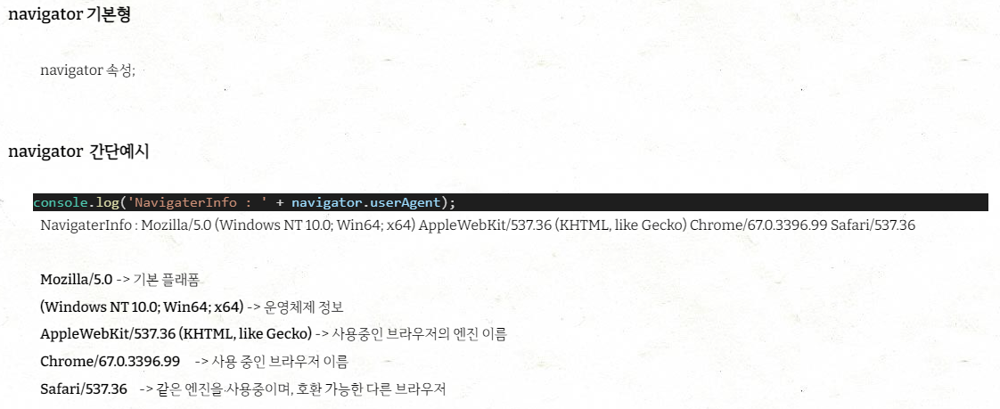 navigator 기본형
navigator 속성;
navigator 간단예시
console.log('NavigaterInfo : ' + navigator.userAgent);
NavigaterInfo : Mozilla/5.0 (Windows NT 10.0; Win64; x64) AppleWebKit/537.36 (KHTML, like Gecko) Chrome/67.0.3396.99 Safari/537.36
Mozilla/5.0 -> 기본 플래폼
(Windows NT 10.0; Win64; x64) -> 운영체제 정보
AppleWebKit/537.36 (KHTML, like Gecko) -> 사용중인 브라우저의 엔진 이름
Chrome/67.0.3396.99 -> 사용 중인 브라우저 이름
Safari/537.36 -> 같은 엔진을 사용중이며, 호환 가능한 다른 브라우저